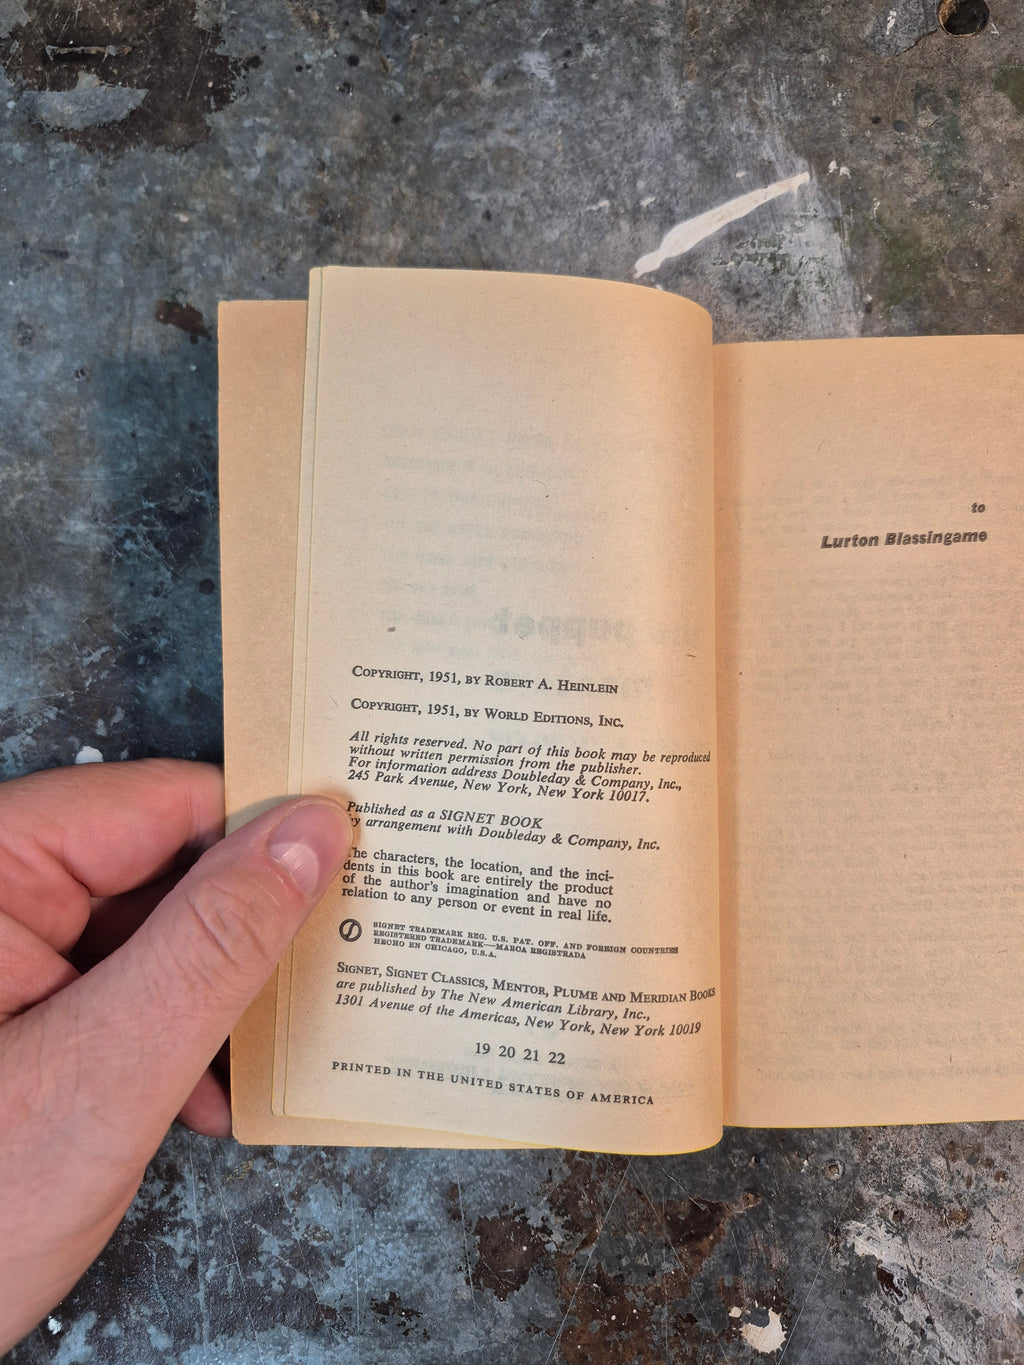 COPYRIGHT, 1951, BY ROBERT A. HEINLEIN
COPYRIGHT, 1951, BY WORLD EDITIONS, INC.
All rights reserved. No part of this book may be reproduced
without written permission from the publisher.
For information address Doubleday & Company, Inc.,
245 Park Avenue, New York, New York 10017.
Published as a SIGNET BOOK
by arrangement with Doubleday & Company, Inc.
The characters, the location, and the inci-
dents in this book are entirely the product
of the author's imagination and have no
relation to any person or event in real life.
SIGNET TRADEMARK REG. U.S. PAT. OFF. AND FOREIGN COUNTRIES
REGISTERED TRADEMARK—MARCA REGISTRADA
HECHO EN CHICAGO, U.S.A.
SIGNET, SIGNET CLASSICS, MENTOR, PLUME AND MERIDIAN BOOKS
are published by The New American Library, Inc.,
1301 Avenue of the Americas, New York, New York 10019
19 20 21 22
PRINTED IN THE UNITED STATES OF AMERICA
to
Lurton Blassingame